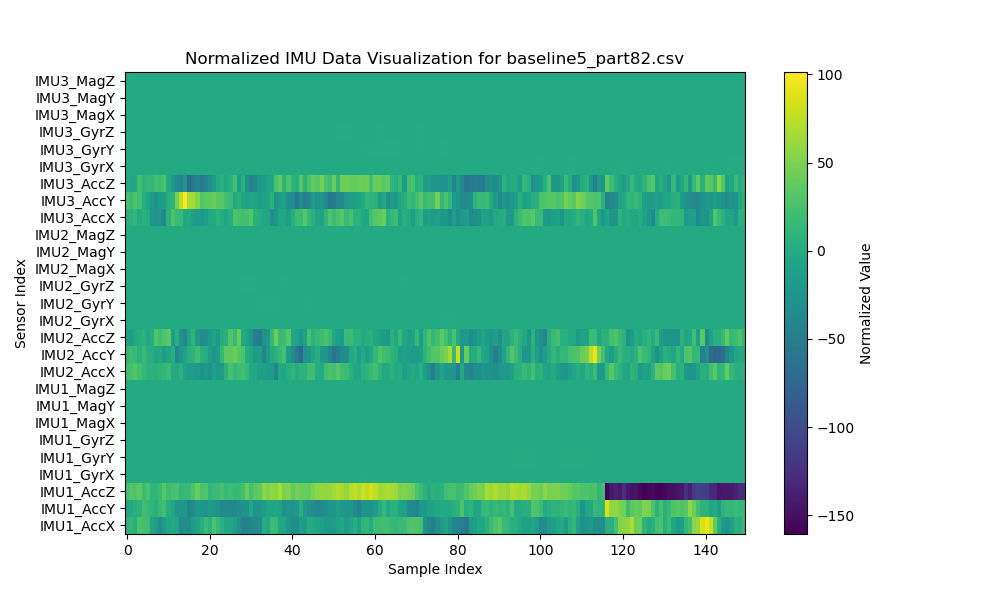 Normalized IMU Data Visualization for baseline5_part82.csv
IMU3_MagZ
IMU3_MagY
IMU3_MagX
IMU3_GyrZ
IMU3_GyrY
IMU3_GyrX
IMU3_AccZ
IMU3_AccY
IMU3_AccX
IMU2_MagZ
IMU2_MagY
IMU2_MagX
IMU2_GyrZ
IMU2_GyrY
IMU2_GyrX
IMU2_AccZ
IMU2_AccY
IMU2_AccX
IMU1_MagZ
IMU1_MagY
IMU1_MagX
IMU1_GyrZ
IMU1_GyrY
IMU1_GyrX
IMU1_AccZ
IMU1_AccY
IMU1_AccX
Sensor Index
0 20 40 60 80 100 120 140
Sample Index
100
50
0
−50
−100
−150
Normalized Value